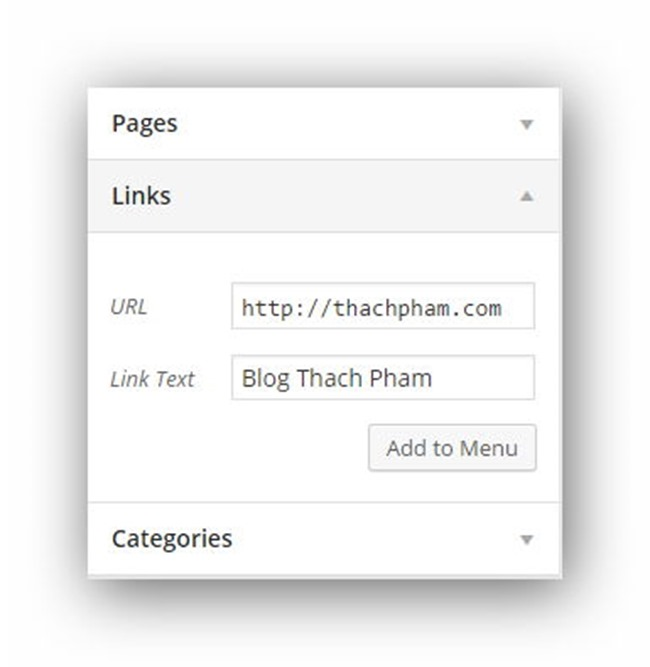 Pages
Links
URL http://thachpham.com
Link Text Blog Thach Pham
Add to Menu
Categories